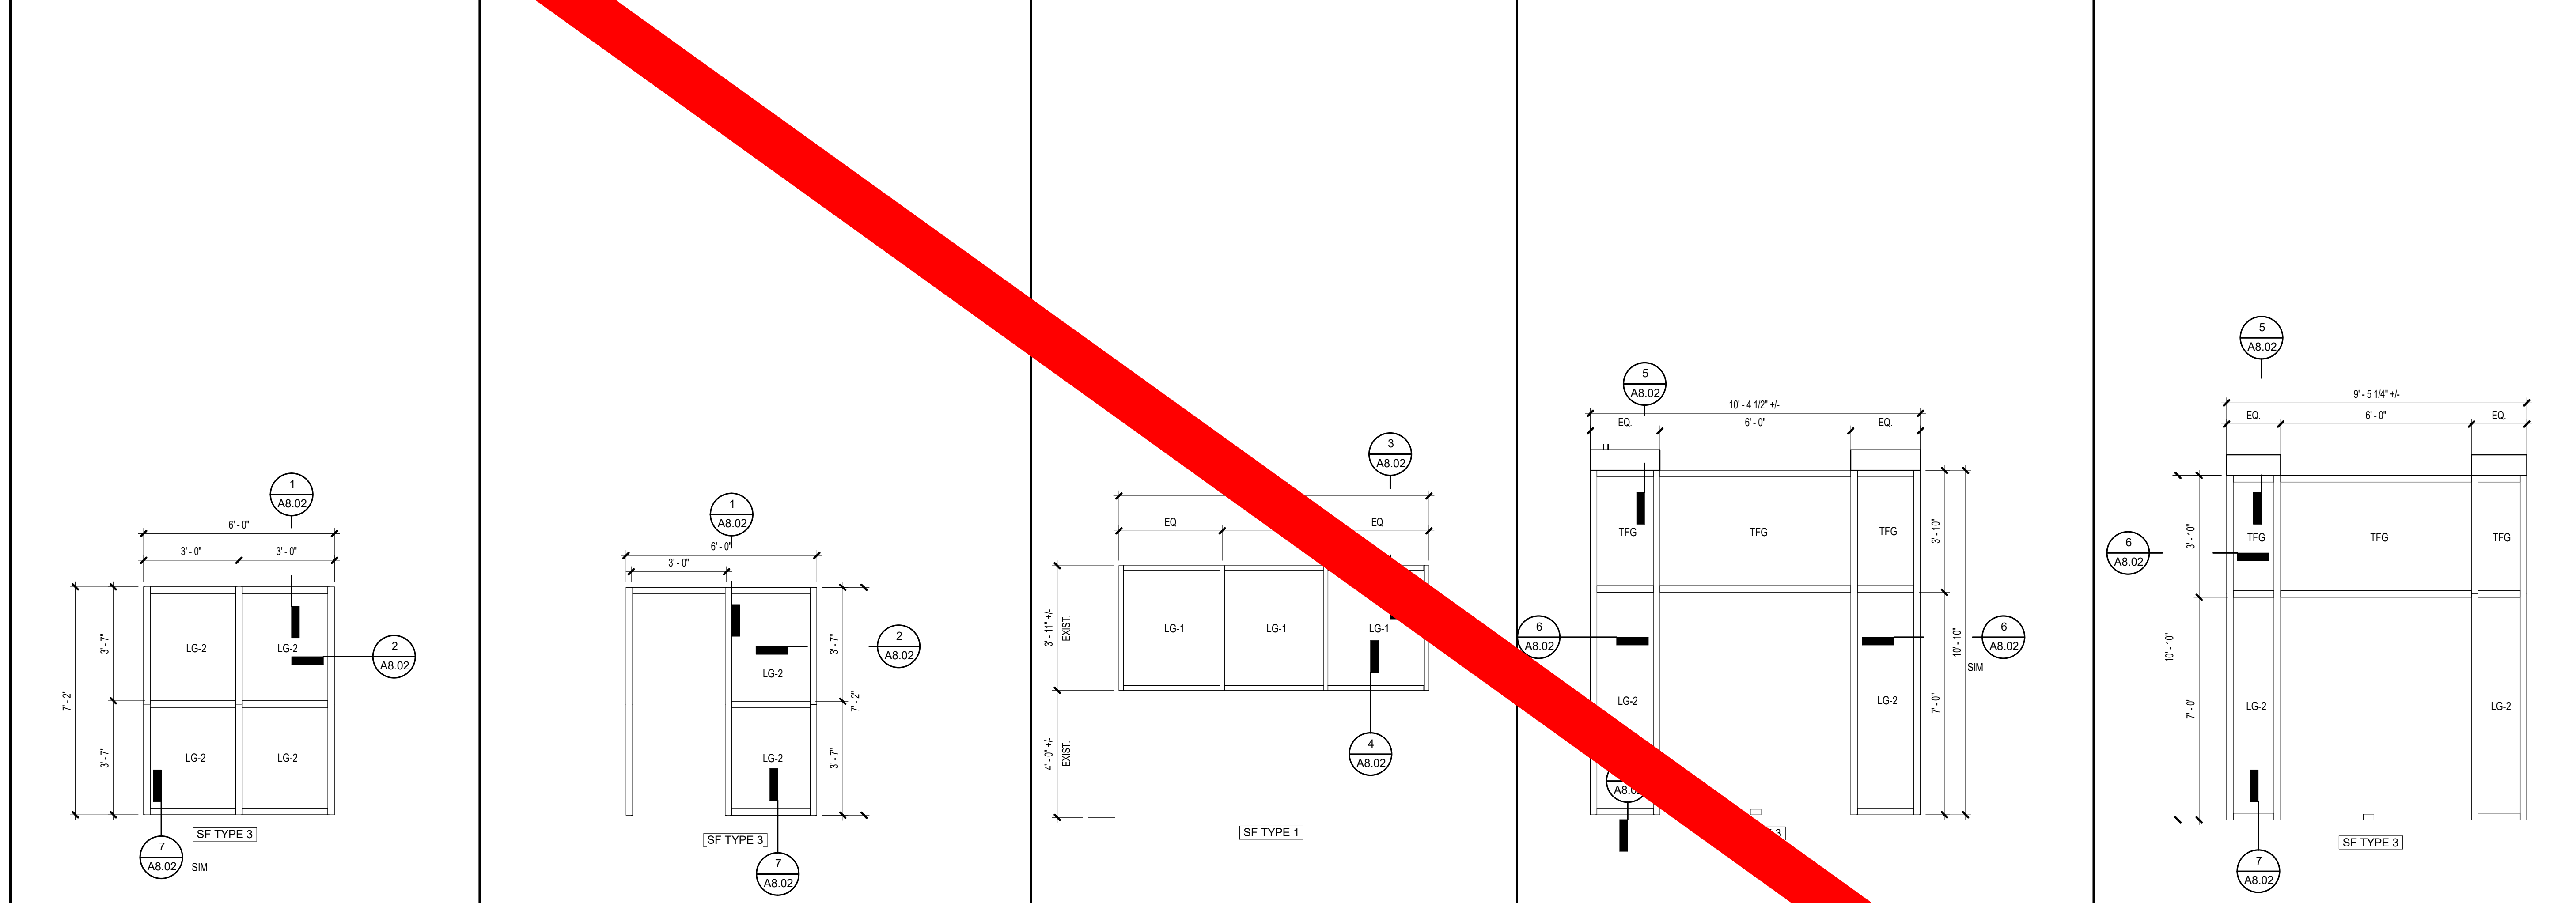 1
A8.02
6' - 0"
3' - 0" 3' - 0"
7' - 2"
3' - 7"
3' - 7"
LG-2 LG-2
2
A8.02
LG-2 LG-2
SF TYPE 3
7
A8.02 SIM
1
A8.02
6' - 0"
3' - 0"
3' - 7"
7' - 2"
3' - 7"
2
A8.02
LG-2
LG-2
SF TYPE 3
7
A8.02
3
A8.02
EQ EQ
3' - 11" +/-
EXIST.
4' - 0" +/-
EXIST.
LG-1 LG-1 LG-1
4
A8.02
SF TYPE 1
5
A8.02
10' - 4 1/2" +/-
EQ. 6' - 0" EQ.
TFG TFG TFG
3' - 10"
10' - 10"
7' - 0"
6
A8.02
6
A8.02
SIM
LG-2 LG-2
3
5
A8.02
9' - 5 1/4" +/-
EQ. 6' - 0" EQ.
6
A8.02
3' - 10"
10' - 10"
7' - 0"
TFG TFG TFG
LG-2 LG-2
SF TYPE 3
7
A8.02